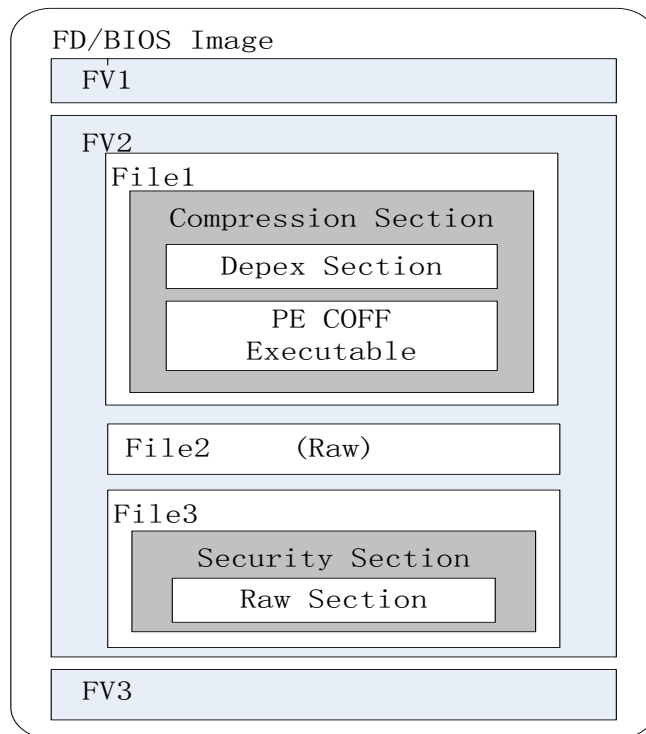 FD/BIOS Image
FV1
FV2
File1
Compression Section
Depex Section
PE COFF
Executable
File2 (Raw)
File3
Security Section
Raw Section
FV3